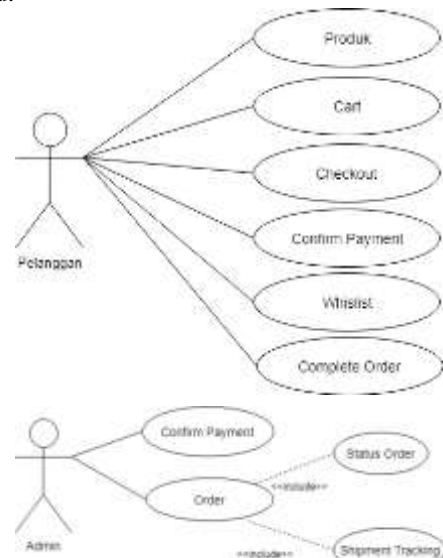 Produk
Cart
Checkout
Pelanggan
Confirm Payment
Whislist
Complete Order
Confirm Payment
Status Order
<<include>>
Order
Admin
<<include>>
Shipment Tracking